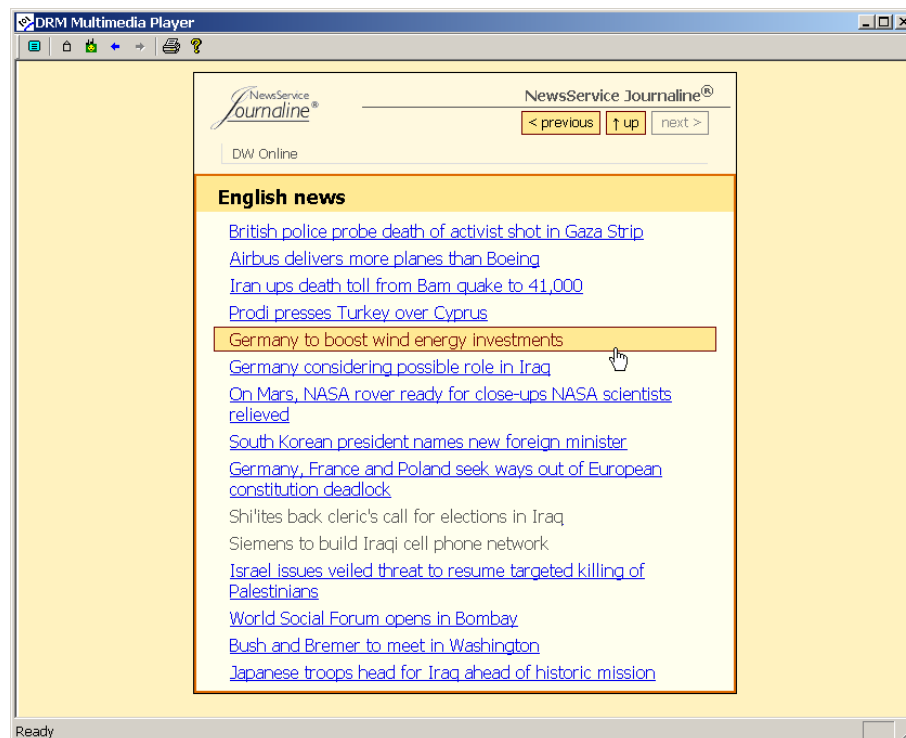 DRM Multimedia Player
NewsService
Journaline®
NewsService Journaline®
< previous
↑ up
next >
DW Online
English news
British police probe death of activist shot in Gaza Strip
Airbus delivers more planes than Boeing
Iran ups death toll from Bam quake to 41,000
Prodi presses Turkey over Cyprus
Germany to boost wind energy investments
Germany considering possible role in Iraq
On Mars, NASA rover ready for close-ups NASA scientists
relieved
South Korean president names new foreign minister
Germany, France and Poland seek ways out of European
constitution deadlock
Shi'ites back cleric's call for elections in Iraq
Siemens to build Iraqi cell phone network
Israel issues veiled threat to resume targeted killing of
Palestinians
World Social Forum opens in Bombay
Bush and Bremer to meet in Washington
Japanese troops head for Iraq ahead of historic mission
Ready